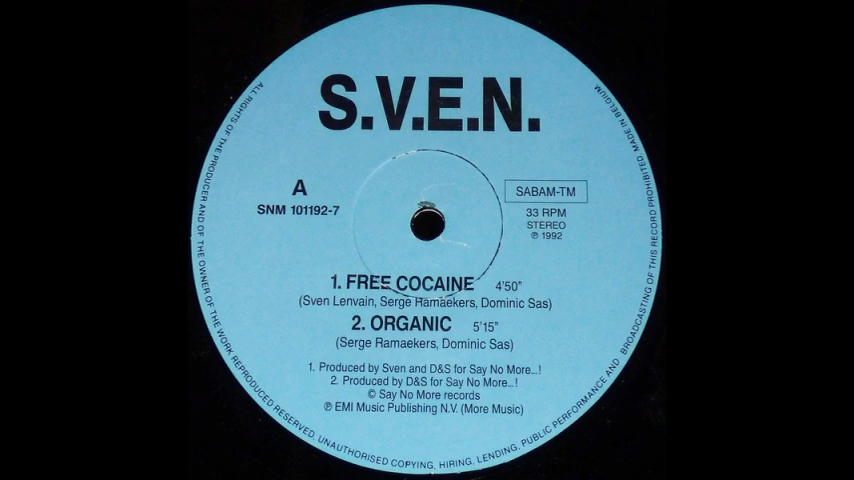 S.V.E.N.
A
SNM 101192-7
SABAM-TM
33 RPM
STEREO
℗ 1992
1. FREE COCAINE 4'50"
(Sven Lenvain, Serge Ramaekers, Dominic Sas)
2. ORGANIC 5'15"
(Serge Ramaekers, Dominic Sas)
1. Produced by Sven and D&S for Say No More...!
2. Produced by D&S for Say No More...!
© Say No More records
℗ EMI Music Publishing N.V. (More Music)
ALL RIGHTS OF THE PRODUCER AND OF THE OWNER OF THE WORK REPRODUCED RESERVED. UNAUTHORISED COPYING, HIRING, LENDING, PUBLIC PERFORMANCE AND BROADCASTING OF THIS RECORD PROHIBITED MADE IN BELGIUM